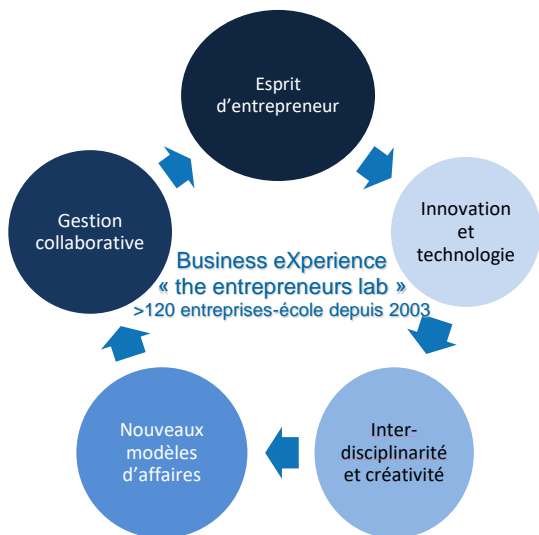 Esprit
d’entrepreneur
Innovation
et
technologie
Inter-
disciplinarité
et créativité
Nouveaux
modèles
d’affaires
Gestion
collaborative
Business eXperience
« the entrepreneurs lab »
>120 entreprises-école depuis 2003